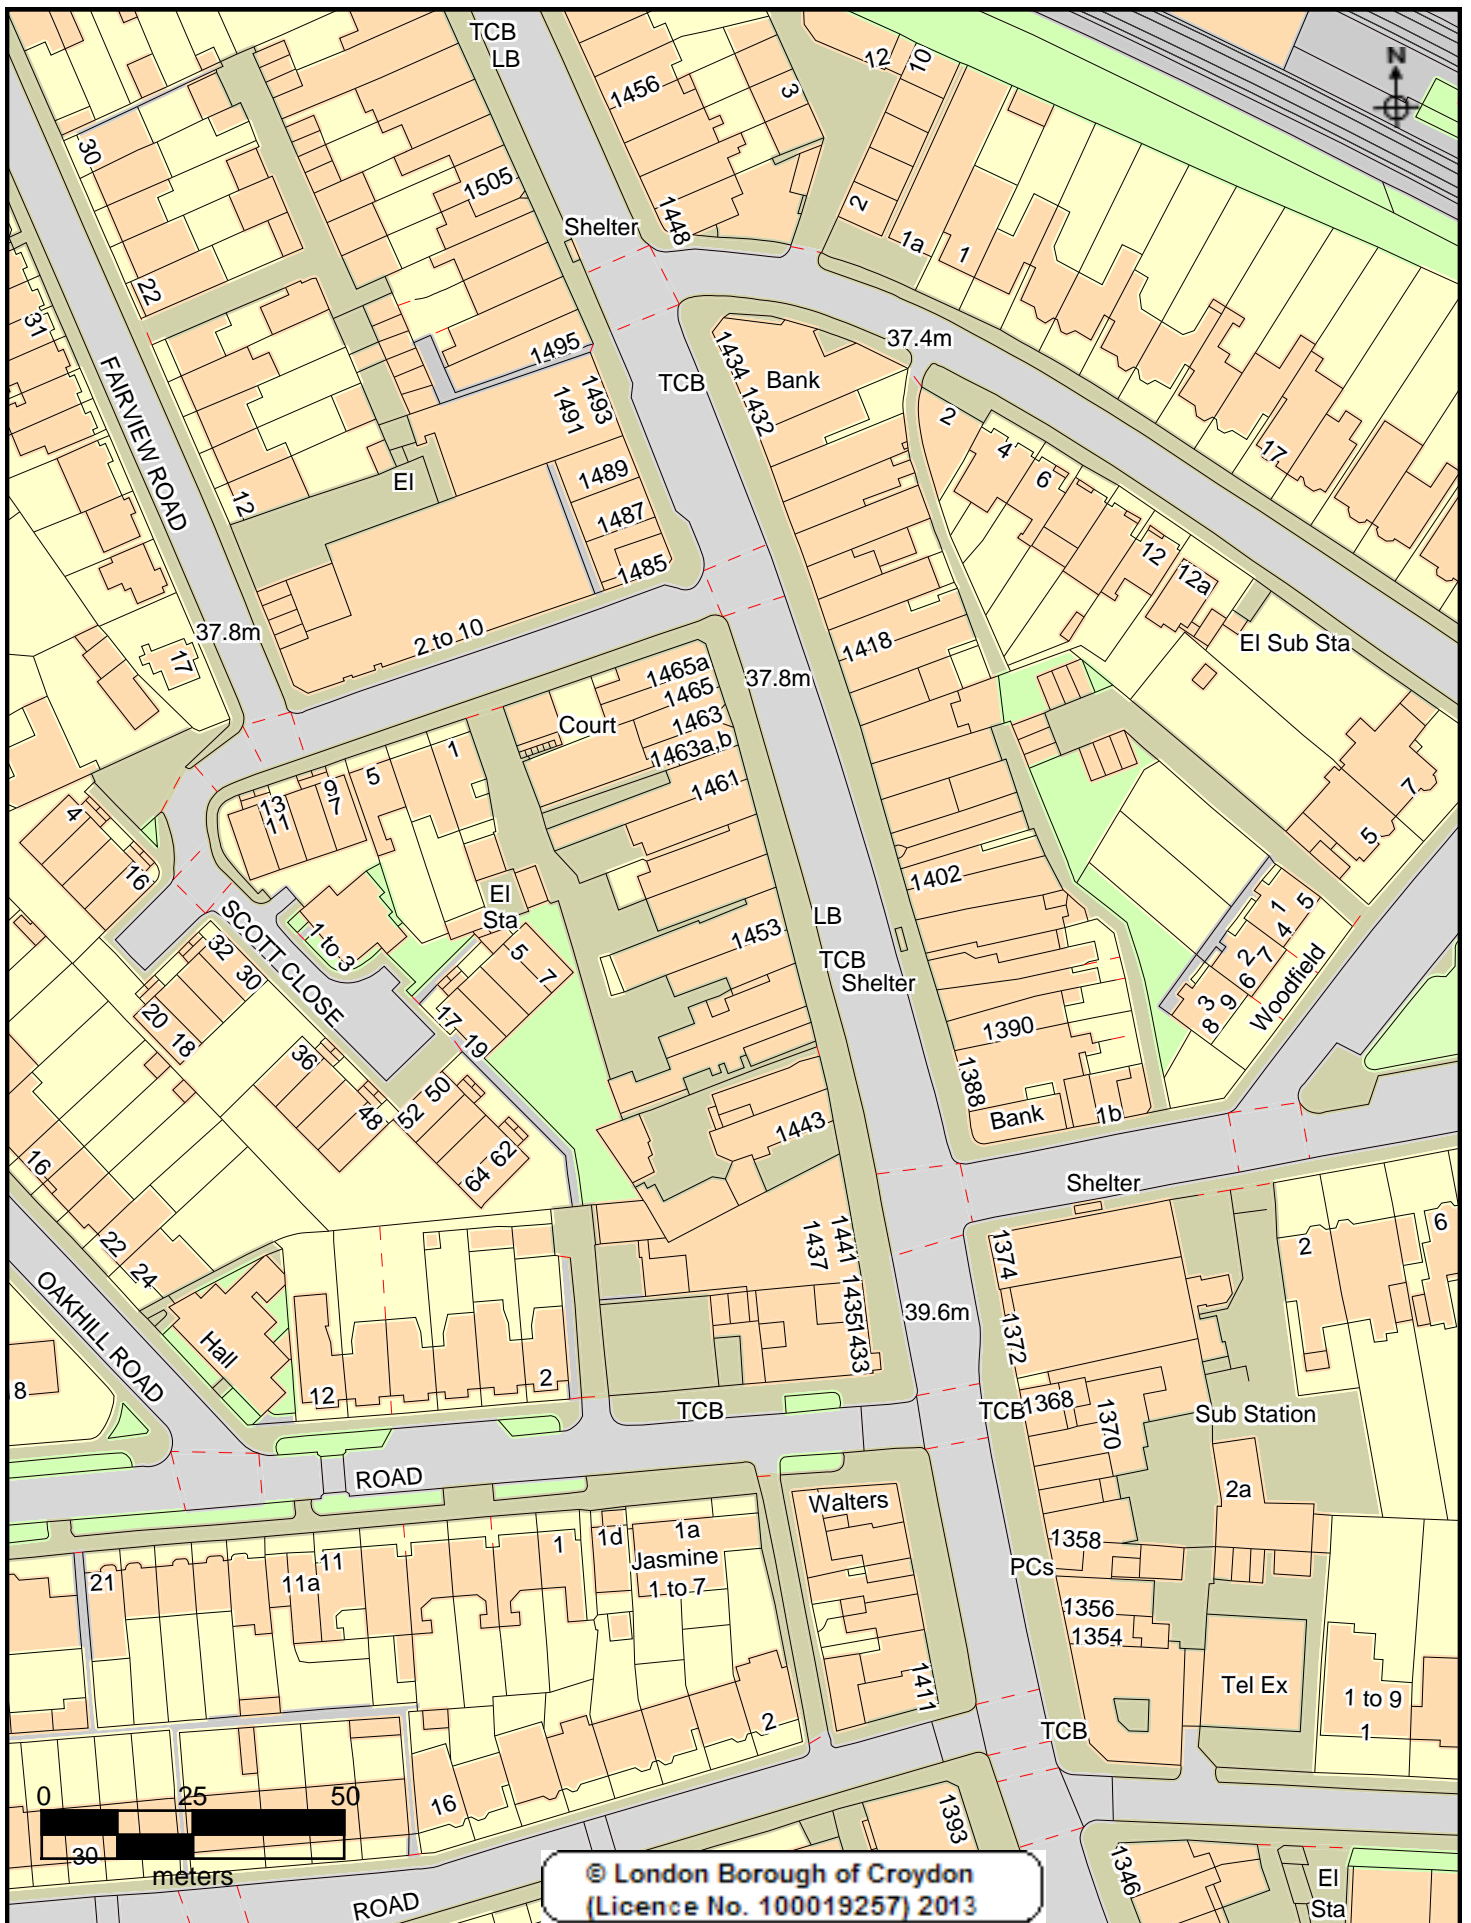 TCB
LB
1456
3
12
10
N
30
1505
Shelter
1448
2
1a
1
22
31
1495
1434
37.4m
TCB
Bank
1493
1491
1432
FAIRVIEW ROAD
2
4
6
17
12
El
1489
1487
1485
12
12a
37.8m
2 to 10
1418
El Sub Sta
17
1465a
1465
37.8m
Court
1463
1463a,b
1461
1
5
9
7
13
11
4
7
5
16
1402
El
Sta
SCOTT CLOSE
1 to 3
32
30
5
7
1453
LB
TCB
Shelter
1
5
4
2
7
6
3
9
8
Woodfield
20
18
17
19
1390
36
48
50
52
1388
Bank
1b
1443
62
64
16
Shelter
22
24
1441
1437
1374
2
6
OAKHILL ROAD
Hall
1435
1433
39.6m
1372
8
12
2
TCB
TCB
1368
1370
Sub Station
ROAD
Walters
2a
1d
1a
Jasmine
1 to 7
1
11
11a
21
1358
PCs
1356
1354
1411
Tel Ex
1 to 9
1
2
TCB
0
25
50
16
30
meters
1393
1346
El
Sta
ROAD
© London Borough of Croydon
(Licence No. 100019257) 2013